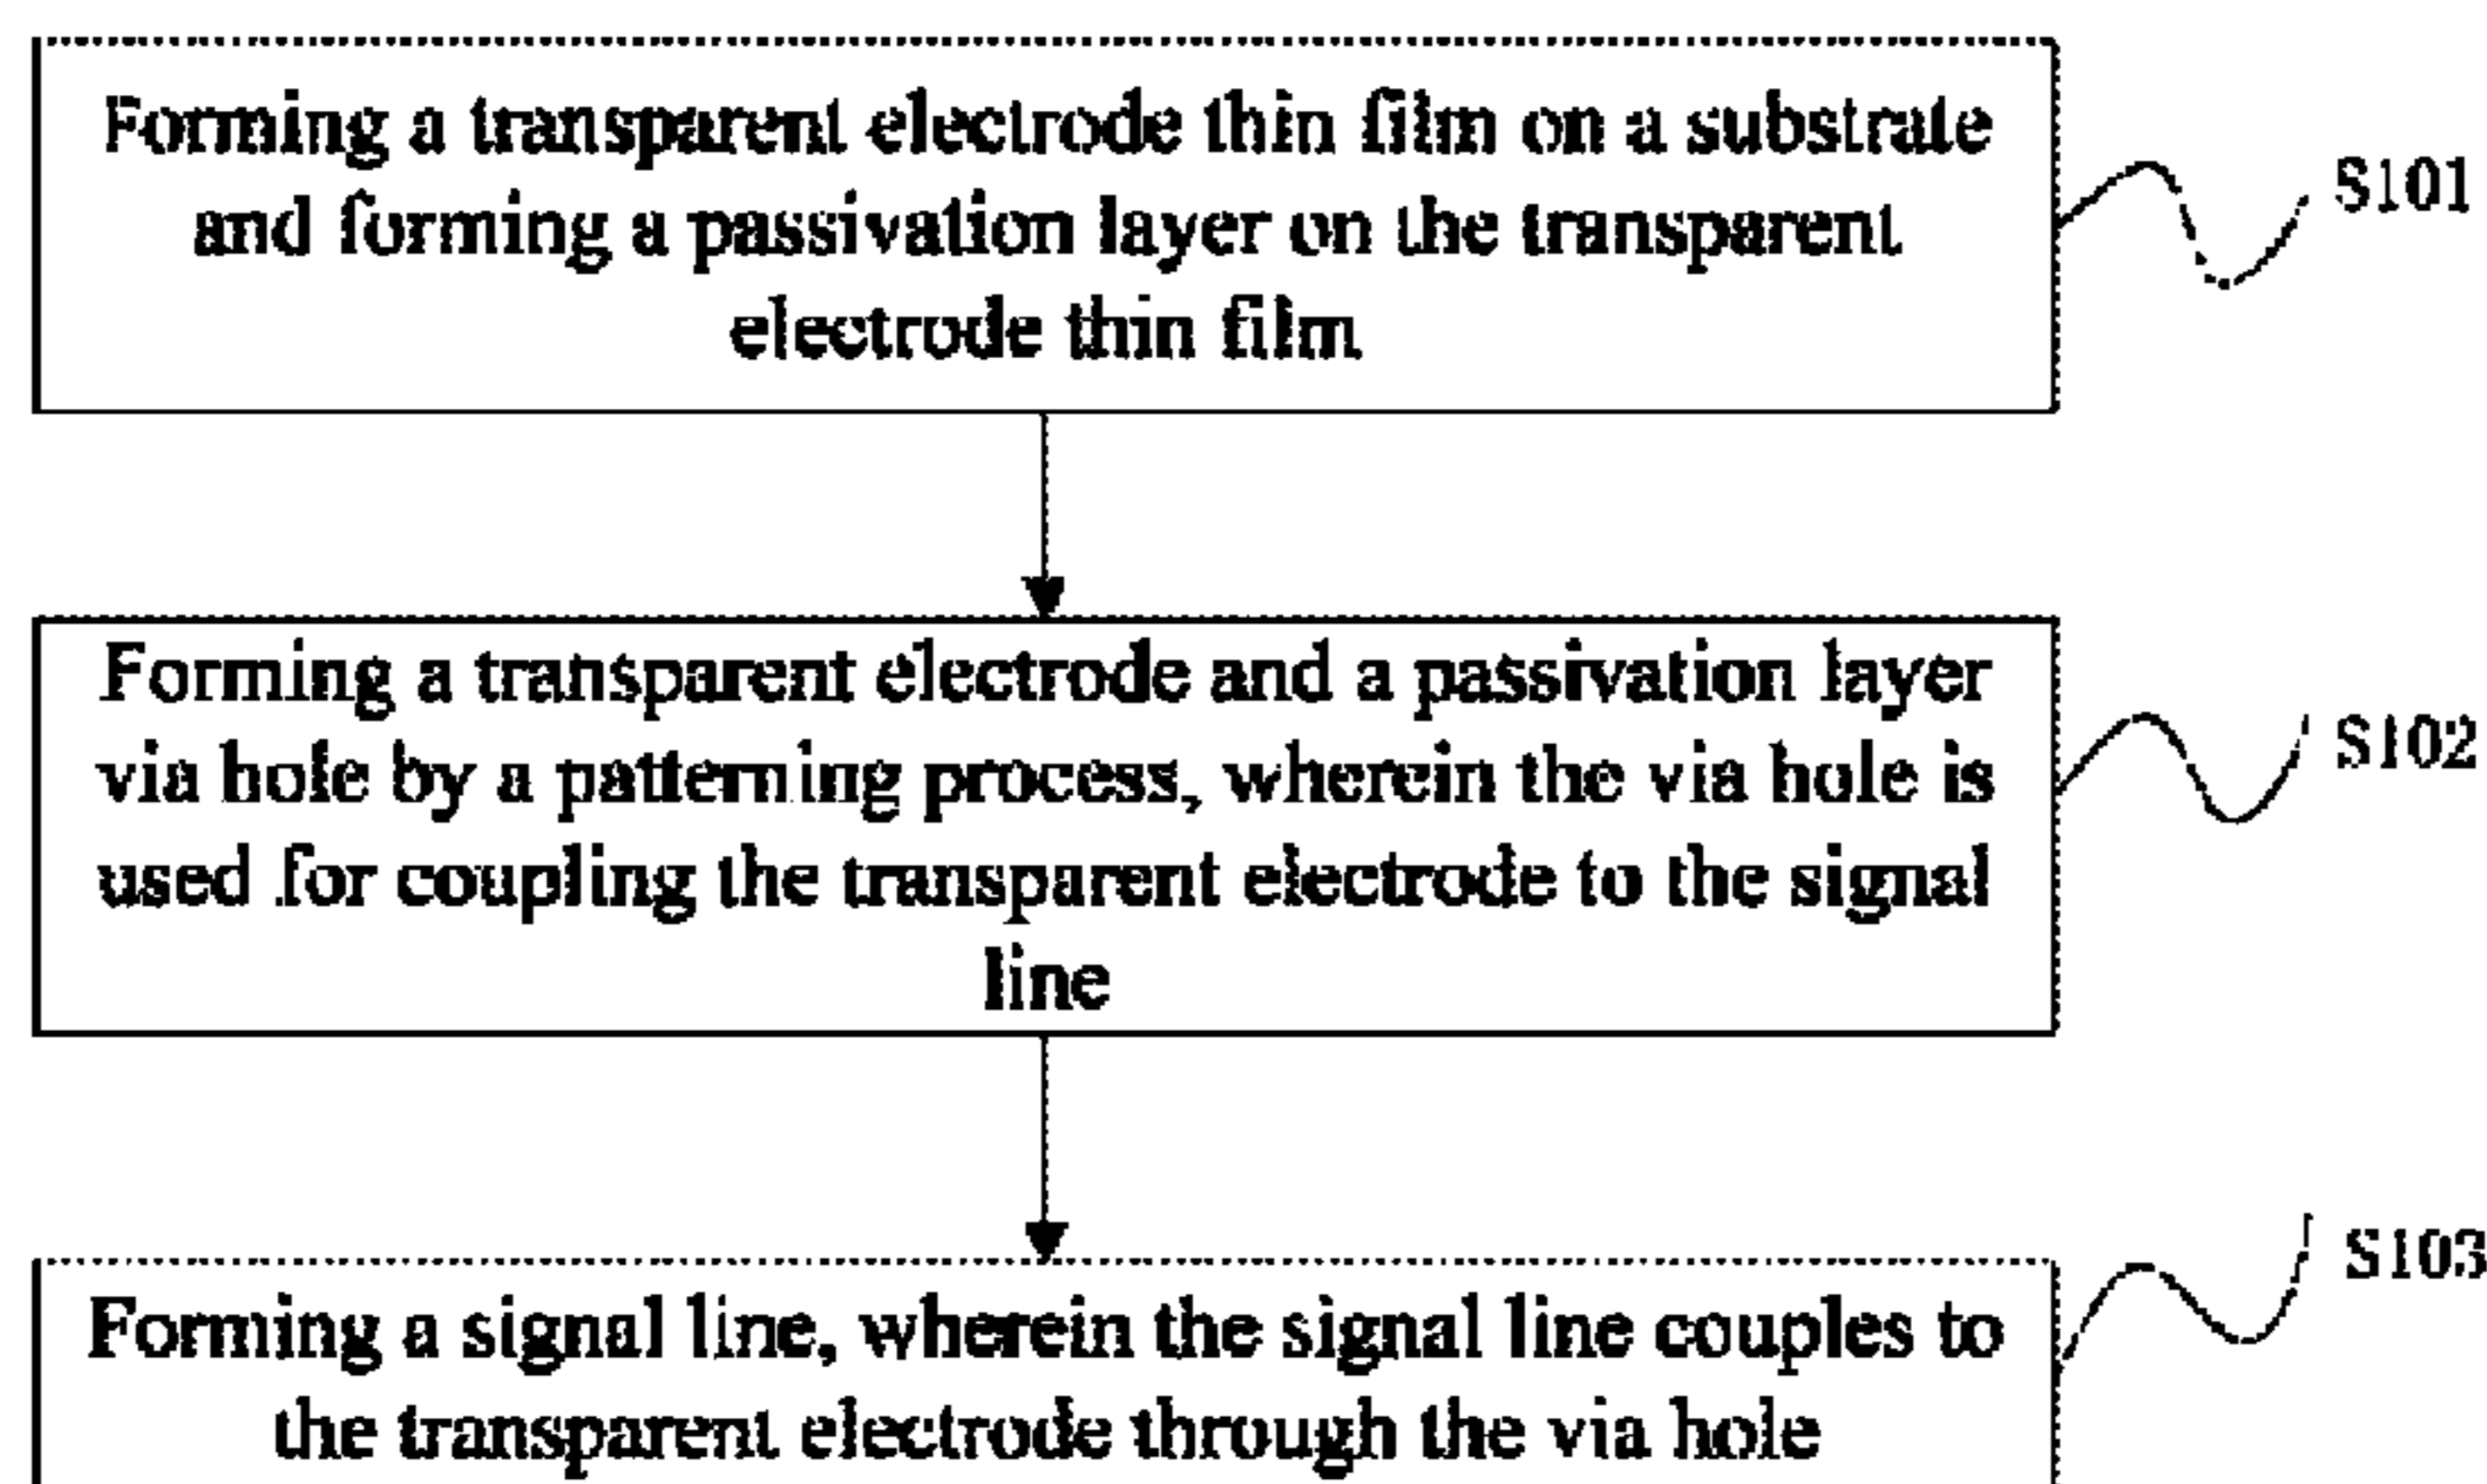 Forming a transparent electrode thin film on a substrate
and forming a passivation layer on the transparent
electrode thin film
S101
Forming a transparent electrode and a passivation layer
via hole by a patterning process, wherein the via hole is
used for coupling the transparent electrode to the signal
line
S102
Forming a signal line, wherein the signal line couples to
the transparent electrode through the via hole
S103